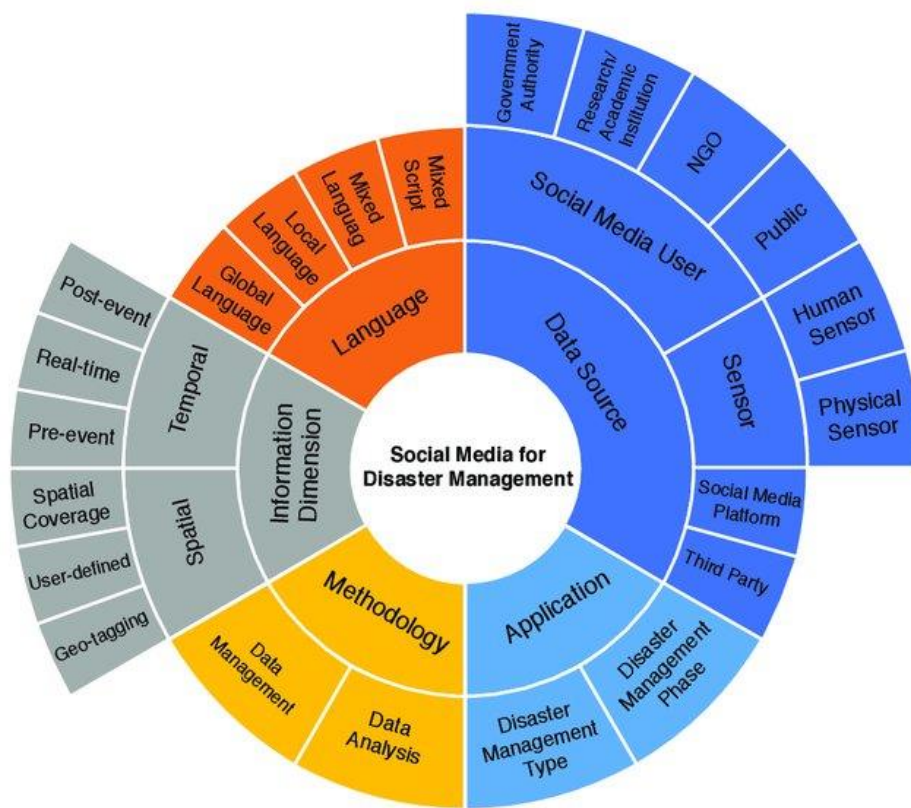 Social Media for
Disaster Management
Data Source
Social Media User
Government
Authority
Research/
Academic
Institution
NGO
Public
Sensor
Human
Sensor
Physical
Sensor
Social Media
Platform
Third Party
Application
Disaster
Management
Phase
Disaster
Management
Type
Methodology
Data
Analysis
Data
Management
Information
Dimension
Spatial
Geo-tagging
User-defined
Spatial
Coverage
Temporal
Pre-event
Real-time
Post-event
Language
Global
Language
Local
Language
Mixed
Languag
Mixed
Script